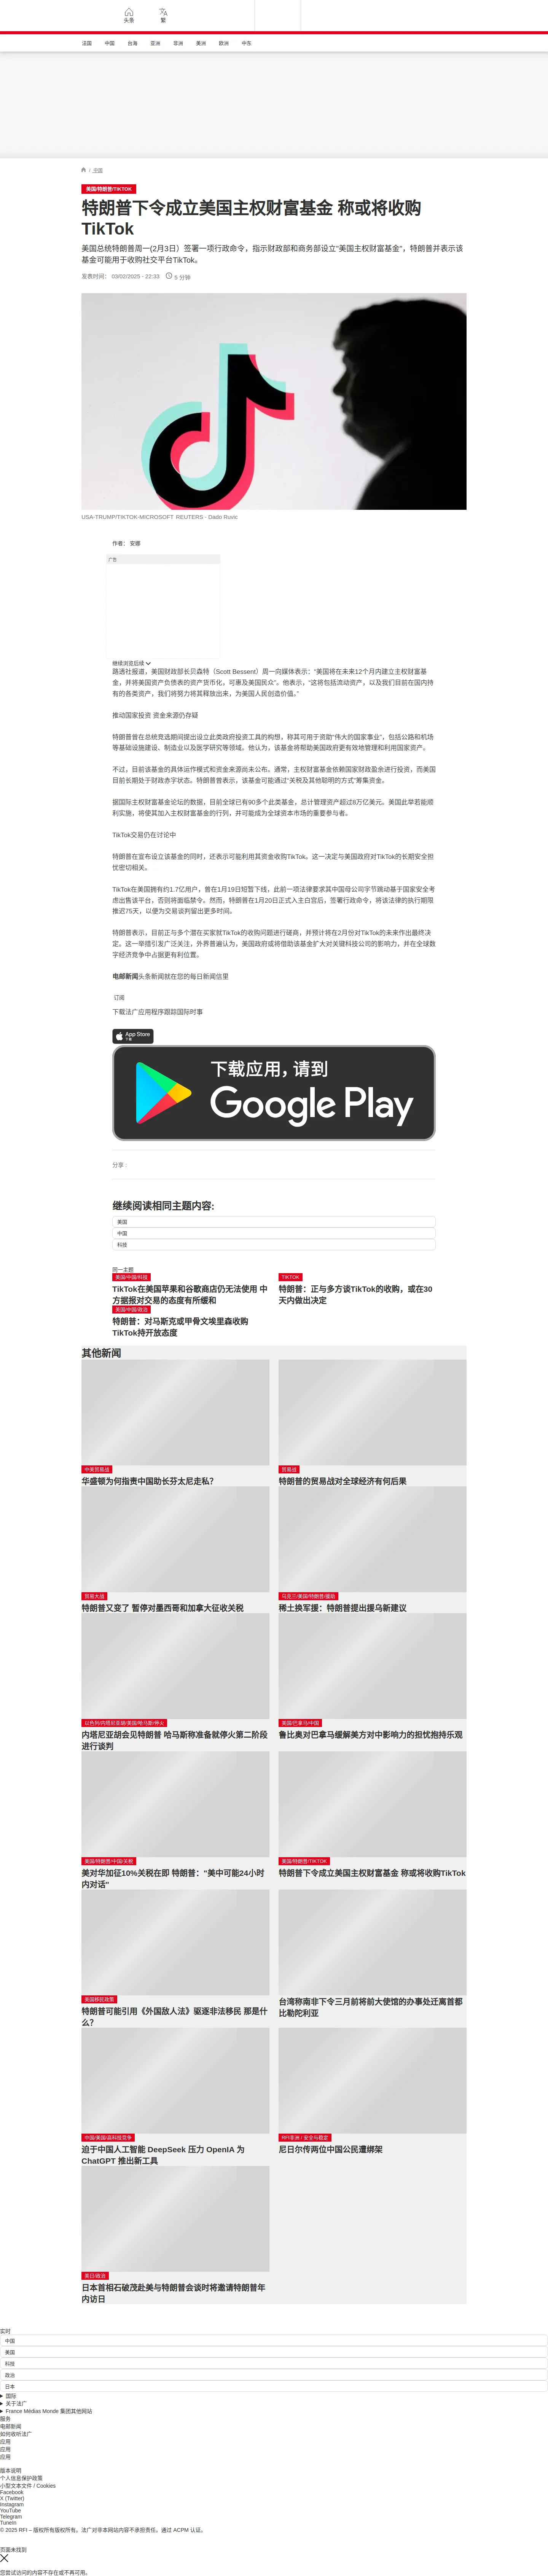 头条
繁
法国
中国
台海
亚洲
非洲
美洲
欧洲
中东
/ 中国
美国/特朗普/TIKTOK
特朗普下令成立美国主权财富基金 称或将收购
TikTok
美国总统特朗普周一(2月3日）签署一项行政命令，指示财政部和商务部设立"美国主权财富基金"，特朗普并表示该
基金可能用于收购社交平台TikTok。
发表时间： 03/02/2025 - 22:33
5 分钟
USA-TRUMP/TIKTOK-MICROSOFT REUTERS - Dado Ruvic
作者： 安娜
广告
继续浏览后续
路透社报道，美国财政部长贝森特（Scott Bessent）周一向媒体表示："美国将在未来12个月内建立主权财富基
金，并将美国资产负债表的资产货币化，可惠及美国民众"。他表示，"这将包括流动资产，以及我们目前在国内持
有的各类资产，我们将努力将其释放出来，为美国人民创造价值。"
推动国家投资 资金来源仍存疑
特朗普曾在总统竞选期间提出设立此类政府投资工具的构想，称其可用于资助"伟大的国家事业"，包括公路和机场
等基础设施建设、制造业以及医学研究等领域。他认为，该基金将帮助美国政府更有效地管理和利用国家资产。
不过，目前该基金的具体运作模式和资金来源尚未公布。通常，主权财富基金依赖国家财政盈余进行投资，而美国
目前长期处于财政赤字状态。特朗普曾表示，该基金可能通过"关税及其他聪明的方式"筹集资金。
据国际主权财富基金论坛的数据，目前全球已有90多个此类基金，总计管理资产超过8万亿美元。美国此举若能顺
利实施，将使其加入主权财富基金的行列，并可能成为全球资本市场的重要参与者。
TikTok交易仍在讨论中
特朗普在宣布设立该基金的同时，还表示可能利用其资金收购TikTok。这一决定与美国政府对TikTok的长期安全担
忧密切相关。
TikTok在美国拥有约1.7亿用户，曾在1月19日短暂下线，此前一项法律要求其中国母公司字节跳动基于国家安全考
虑出售该平台，否则将面临禁令。然而，特朗普在1月20日正式入主白宫后，签署行政命令，将该法律的执行期限
推迟75天，以便为交易谈判留出更多时间。
特朗普表示，目前正与多个潜在买家就TikTok的收购问题进行磋商，并预计将在2月份对TikTok的未来作出最终决
定。这一举措引发广泛关注，外界普遍认为，美国政府或将借助该基金扩大对关键科技公司的影响力，并在全球数
字经济竞争中占据更有利位置。
电邮新闻头条新闻就在您的每日新闻信里
订阅
下载法广应用程序跟踪国际时事
App Store
下载
下载应用，请到
Google Play
分享 :
继续阅读相同主题内容:
美国
中国
科技
同一主题
美国/中国/科技
TikTok在美国苹果和谷歌商店仍无法使用 中
方据报对交易的态度有所缓和
TIKTOK
特朗普：正与多方谈TikTok的收购，或在30
天内做出决定
美国/中国/政治
特朗普：对马斯克或甲骨文埃里森收购
TikTok持开放态度
其他新闻
中美贸易战
华盛顿为何指责中国助长芬太尼走私?
贸易战
特朗普的贸易战对全球经济有何后果
贸易大战
特朗普又变了 暂停对墨西哥和加拿大征收关税
乌克兰/美国/特朗普/援助
稀土换军援：特朗普提出援乌新建议
以色列/内塔尼亚胡/美国/哈马斯/停火
内塔尼亚胡会见特朗普 哈马斯称准备就停火第二阶段
进行谈判
美国/巴拿马/中国
鲁比奥对巴拿马缓解美方对中影响力的担忧抱持乐观
美国/特朗普/中国/关税
美对华加征10%关税在即 特朗普："美中可能24小时
内对话"
美国/特朗普/TIKTOK
特朗普下令成立美国主权财富基金 称或将收购TikTok
美国移民政策
特朗普可能引用《外国敌人法》驱逐非法移民 那是什
么？
台湾称南非下令三月前将前大使馆的办事处迁离首都
比勒陀利亚
中国/美国/高科技竞争
迫于中国人工智能 DeepSeek 压力 OpenIA 为
ChatGPT 推出新工具
RFI非洲 / 安全与稳定
尼日尔传两位中国公民遭绑架
美日/政治
日本首相石破茂赴美与特朗普会谈时将邀请特朗普年
内访日
实时
中国
美国
科技
政治
日本
国际
关于法广
France Médias Monde 集团其他网站
服务
电邮新闻
如何收听法广
应用
应用
应用
版本说明
个人信息保护政策
小型文本文件 / Cookies
Facebook
X (Twitter)
Instagram
YouTube
Telegram
TuneIn
© 2025 RFI – 版权所有版权所有。法广对非本网站内容不承担责任。通过 ACPM 认证。
页面未找到
您尝试访问的内容不存在或不再可用。